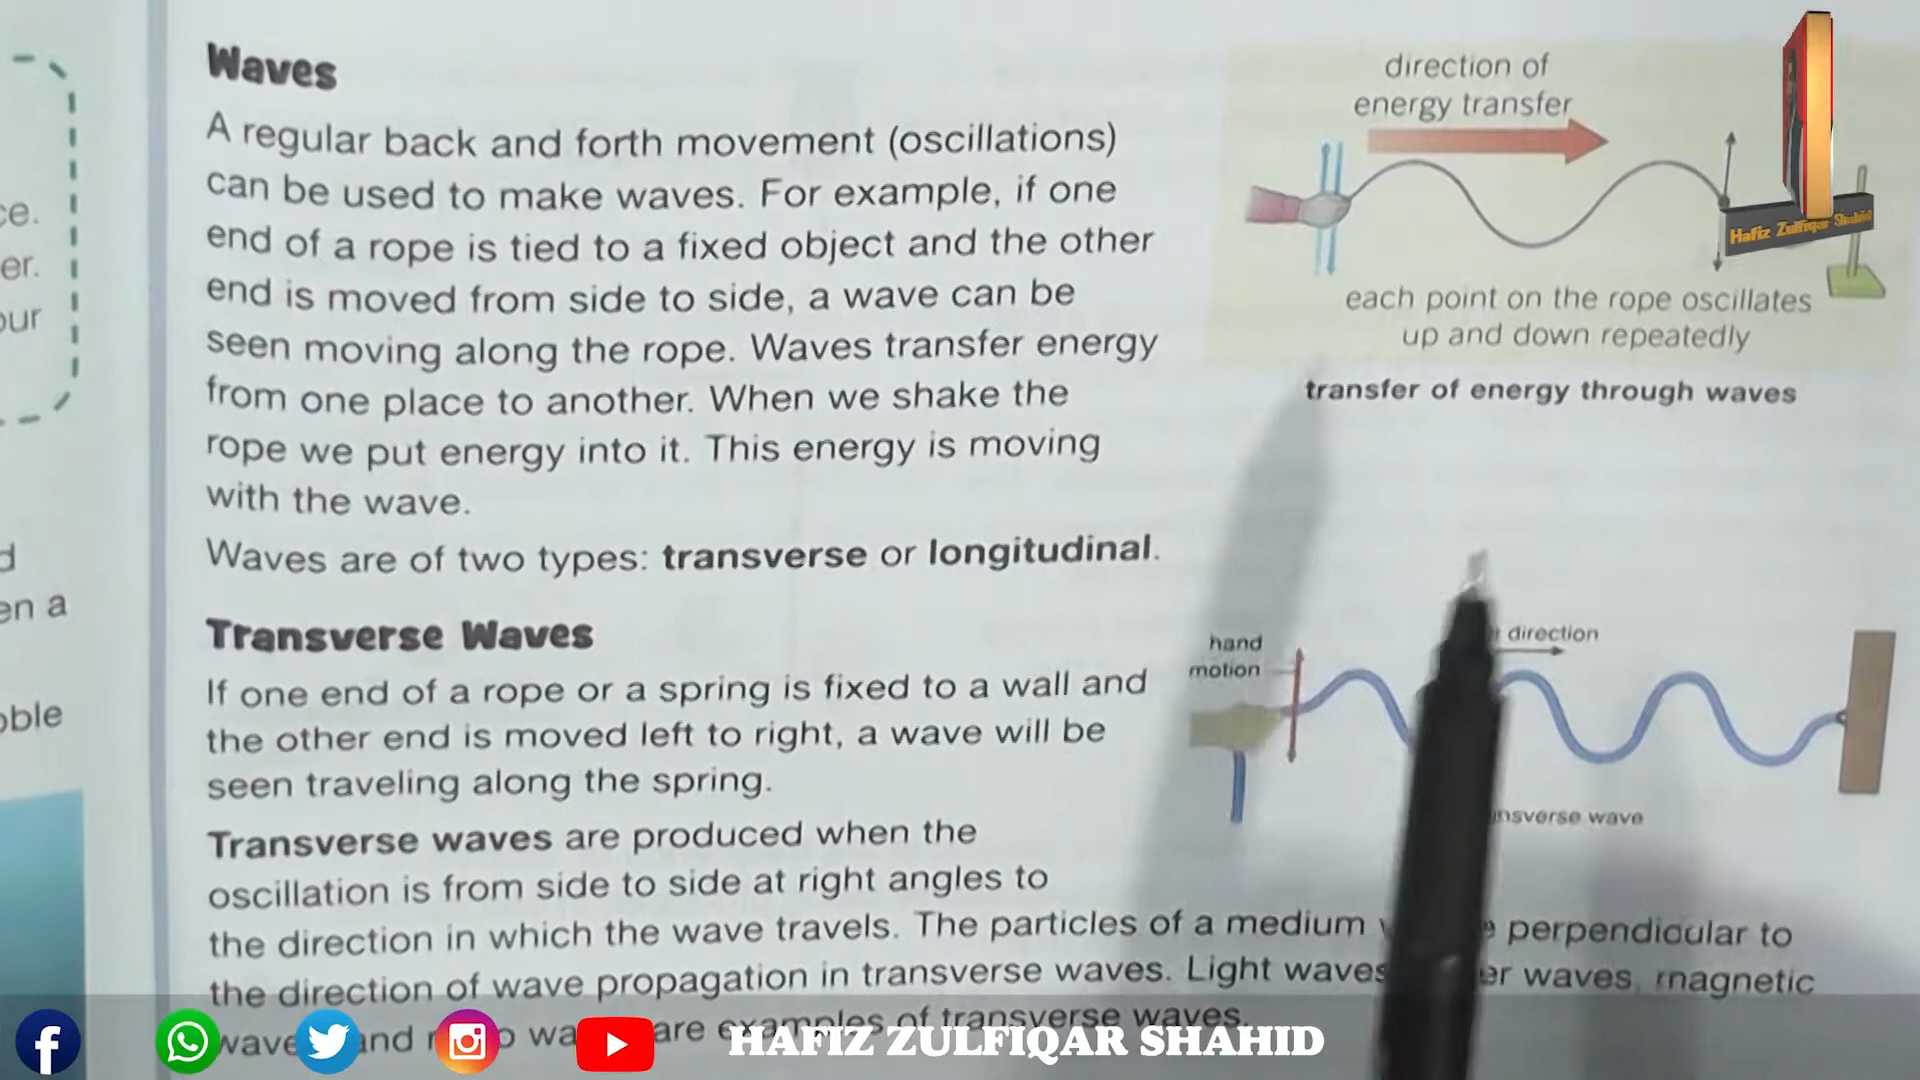 ce.
er.
our
d
en a
oble
Waves
A regular back and forth movement (oscillations)
can be used to make waves. For example, if one
end of a rope is tied to a fixed object and the other
end is moved from side to side, a wave can be
seen moving along the rope. Waves transfer energy
from one place to another. When we shake the
rope we put energy into it. This energy is moving
with the wave.
Waves are of two types: transverse or longitudinal.
Transverse Waves
If one end of a rope or a spring is fixed to a wall and
the other end is moved left to right, a wave will be
seen traveling along the spring.
Transverse waves are produced when the
oscillation is from side to side at right angles to
the direction in which the wave travels. The particles of a medium perpendicular to
the direction of wave propagation in transverse waves. Light waves er waves, magnetic
wave and are examples of transverse waves.
direction of
energy transfer
Hafiz Zulfiqar Shahid
each point on the rope oscillates
up and down repeatedly
transfer of energy through waves
hand
motion
direction
nsverse wave
HAFIZ ZULFIQAR SHAHID